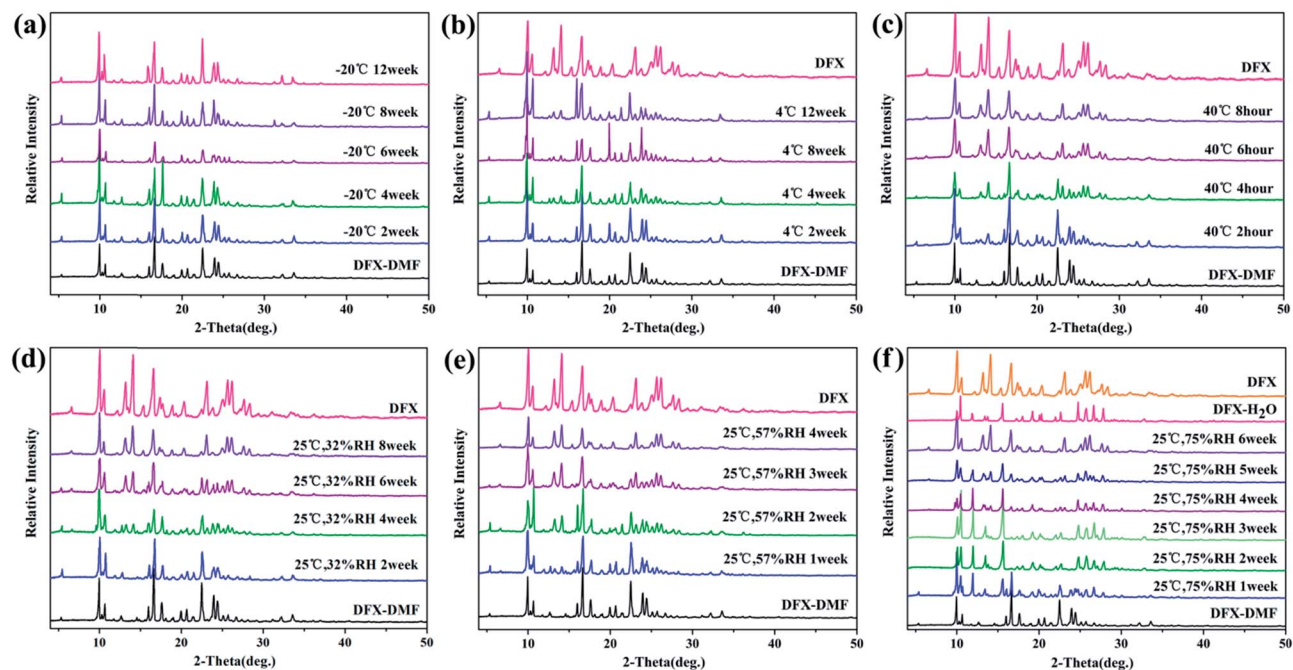 (a)
-20℃ 12week
-20℃ 8week
-20℃ 6week
-20℃ 4week
-20℃ 2week
DFX-DMF
Relative Intensity
10 20 30 40 50
2-Theta(deg.)
(b)
DFX
4℃ 12week
4℃ 8week
4℃ 4week
4℃ 2week
DFX-DMF
Relative Intensity
10 20 30 40 50
2-Theta(deg.)
(c)
DFX
40℃ 8hour
40℃ 6hour
40℃ 4hour
40℃ 2hour
DFX-DMF
Relative Intensity
10 20 30 40 50
2-Theta(deg.)
(d)
DFX
25℃,32%RH 8week
25℃,32%RH 6week
25℃,32%RH 4week
25℃,32%RH 2week
DFX-DMF
Relative Intensity
10 20 30 40 50
2-Theta(deg.)
(e)
DFX
25℃,57%RH 4week
25℃,57%RH 3week
25℃,57%RH 2week
25℃,57%RH 1week
DFX-DMF
Relative Intensity
10 20 30 40 50
2-Theta(deg.)
(f)
DFX
DFX-H₂O
25℃,75%RH 6week
25℃,75%RH 5week
25℃,75%RH 4week
25℃,75%RH 3week
25℃,75%RH 2week
25℃,75%RH 1week
DFX-DMF
Relative Intensity
10 20 30 40 50
2-Theta(deg.)